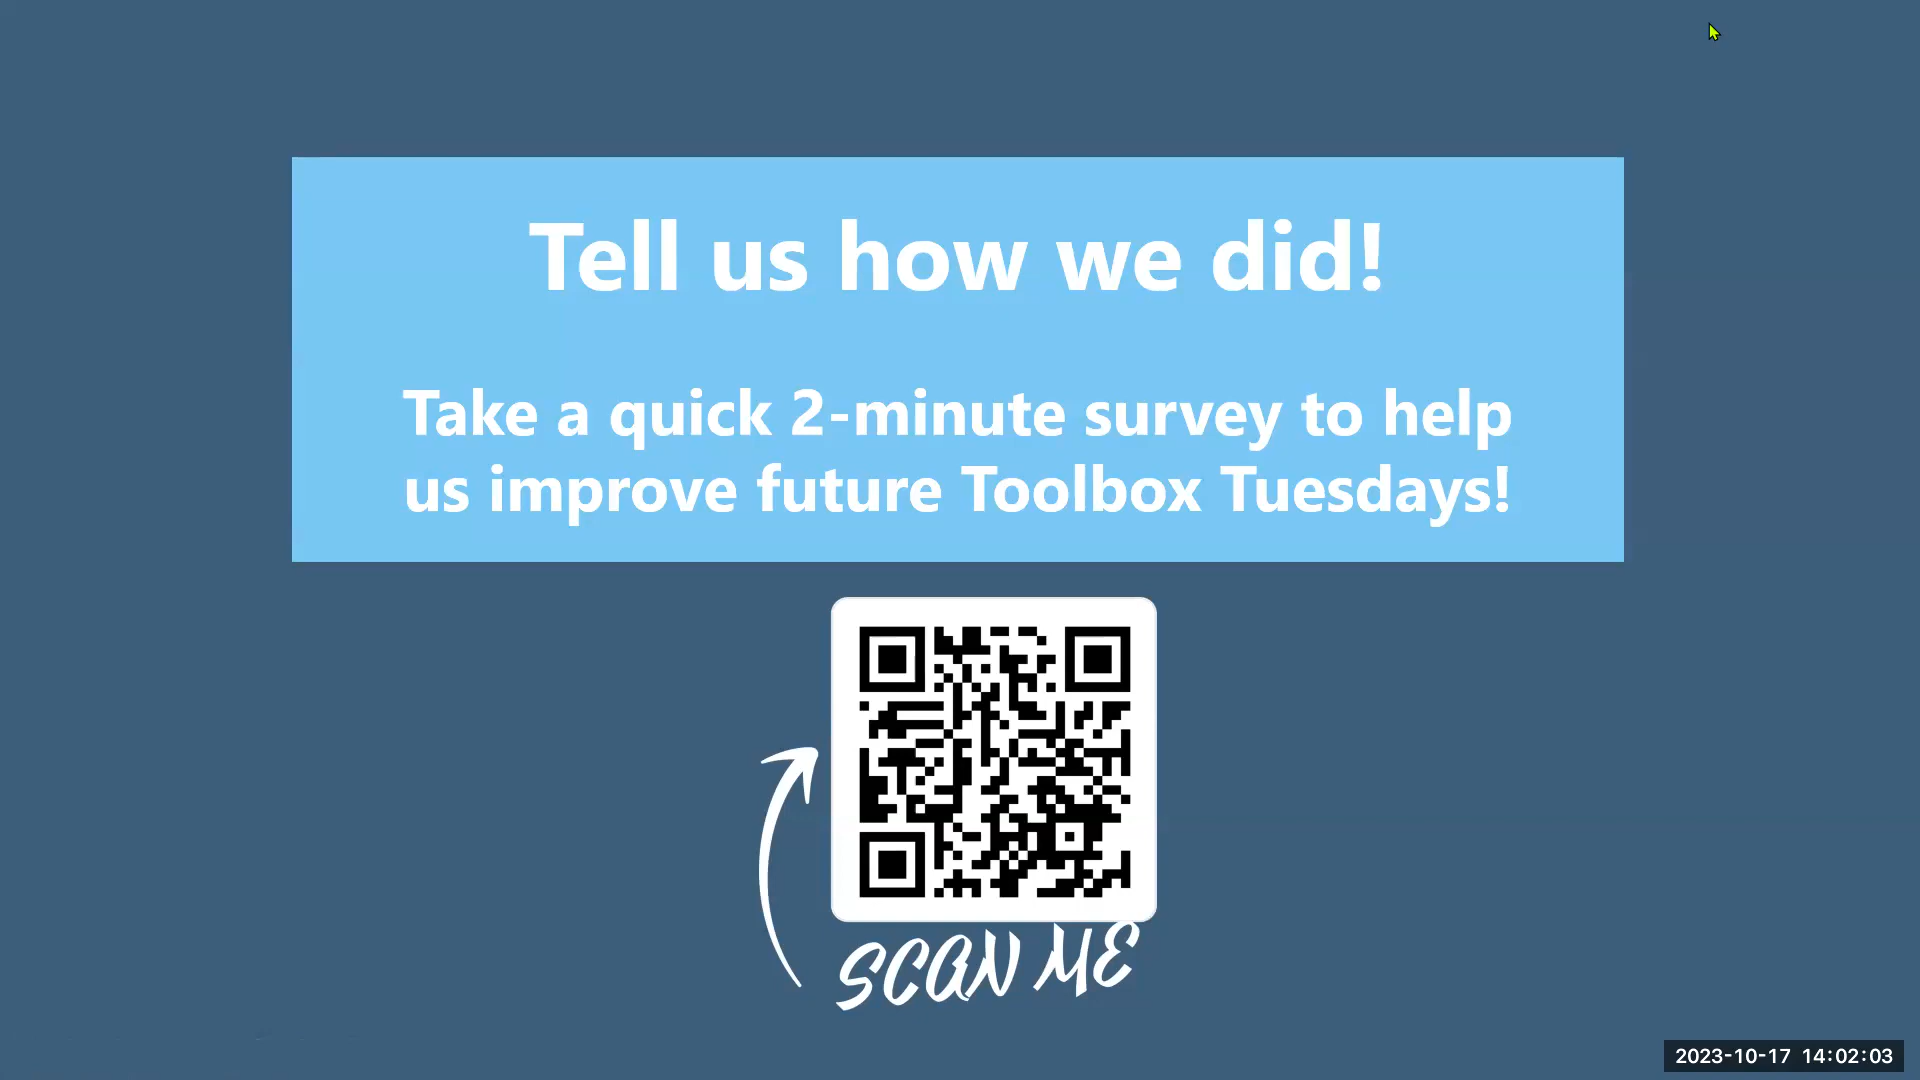 Tell us how we did!
Take a quick 2-minute survey to help
us improve future Toolbox Tuesdays!
SCAN ME
2023-10-17 14:02:03